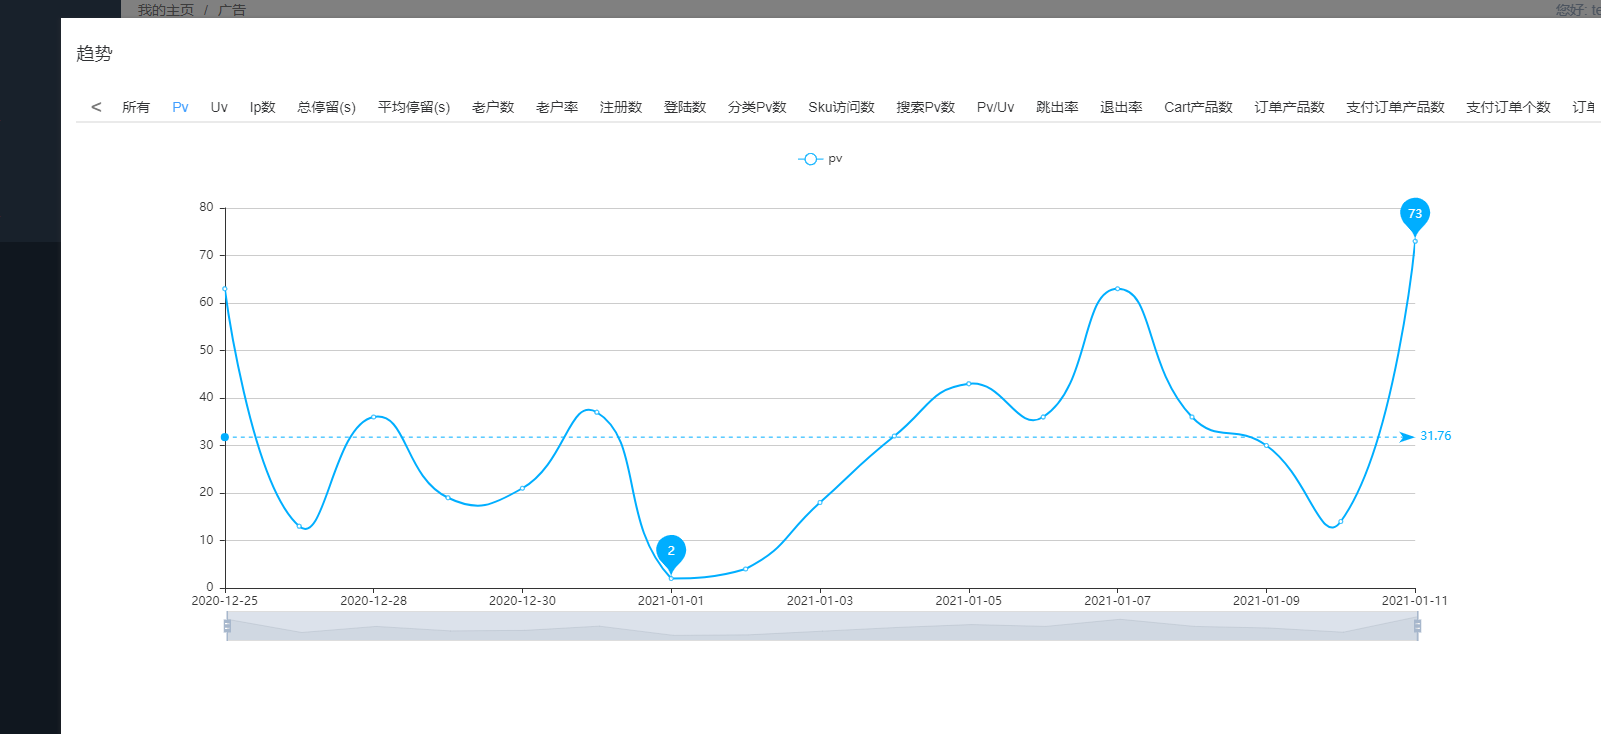 我的主页 / 广告
您好: te
趋势
< 所有 Pv Uv Ip数 总停留(s) 平均停留(s) 老户数 老户率 注册数 登陆数 分类Pv数 Sku访问数 搜索Pv数 Pv/Uv 跳出率 退出率 Cart产品数 订单产品数 支付订单产品数 支付订单个数 订单
pv
80
73
70
60
50
40
31.76
30
20
10
2
0
2020-12-25 2020-12-28 2020-12-30 2021-01-01 2021-01-03 2021-01-05 2021-01-07 2021-01-09 2021-01-11